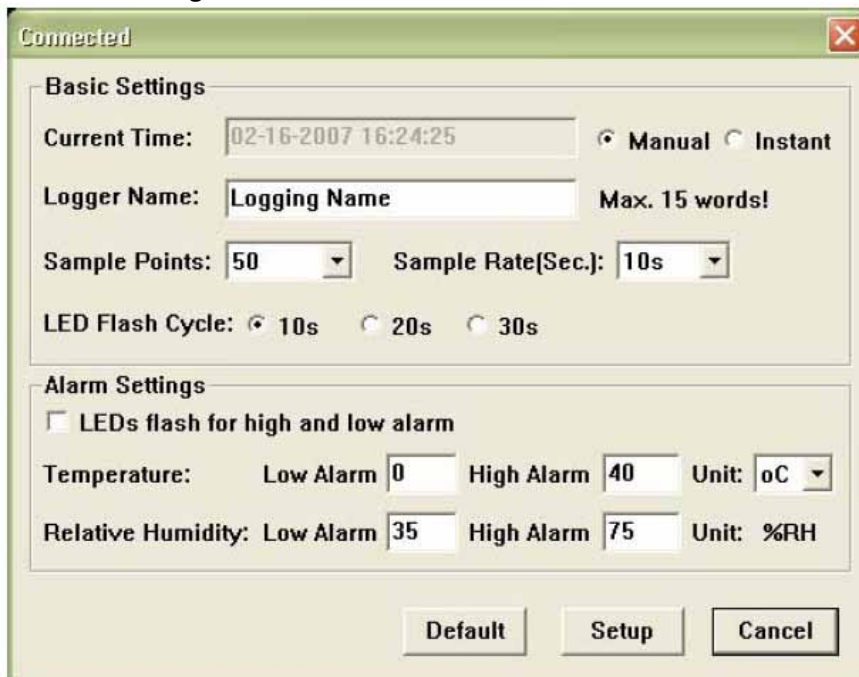 Connected
Basic Settings
Current Time: 02-16-2007 16:24:25 Manual Instant
Logger Name: Logging Name Max. 15 words!
Sample Points: 50 Sample Rate(Sec.): 10s
LED Flash Cycle: 10s 20s 30s
Alarm Settings
LEDs flash for high and low alarm
Temperature: Low Alarm 0 High Alarm 40 Unit: oC
Relative Humidity: Low Alarm 35 High Alarm 75 Unit: %RH
Default Setup Cancel